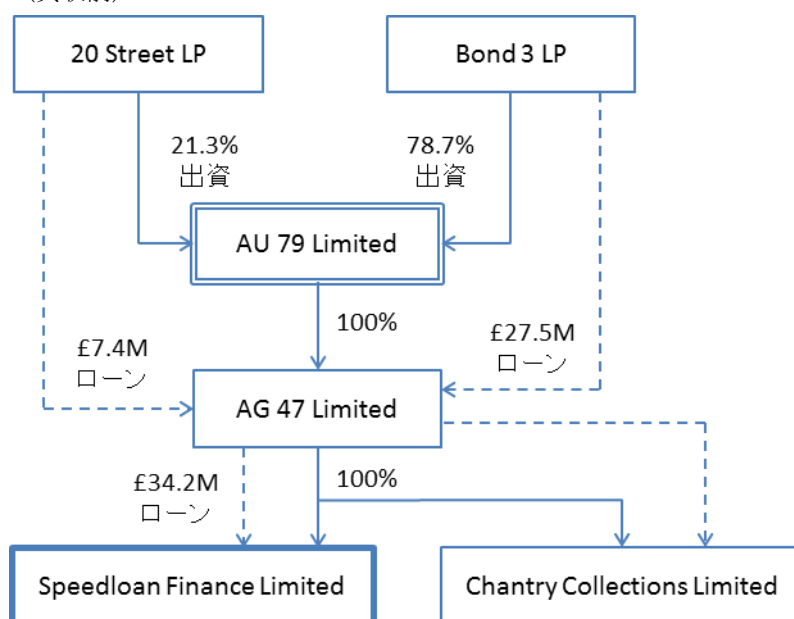 20 Street LP
Bond 3 LP
21.3%
出資
78.7%
出資
AU 79 Limited
100%
£7.4M
ローン
£27.5M
ローン
AG 47 Limited
£34.2M
ローン
100%
Speedloan Finance Limited
Chantry Collections Limited